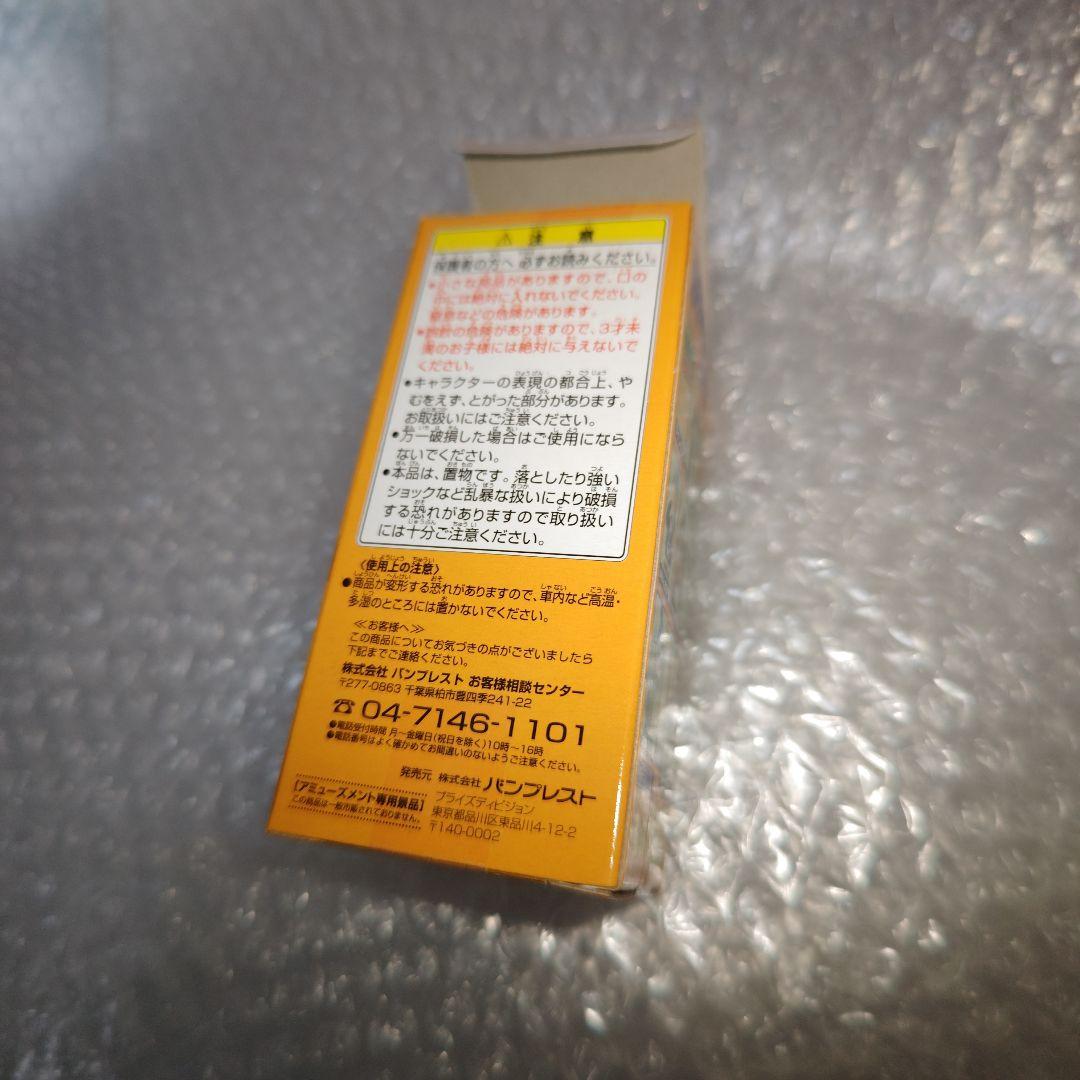 ⚠ 注意
保護者の方へ 必ずお読みください。
●小さな部品がありますので、口の
中には絶対に入れないでください。
窒息などの危険があります。
●誤飲の危険がありますので、3才未
満のお子様には絶対に与えないで
ください。
●キャラクターの表現の都合上、や
むをえず、とがった部分があります。
お取扱いにはご注意ください。
●万一破損した場合はご使用になら
ないでください。
●本品は、置物です。落としたり強い
ショックなど乱暴な扱いにより破損
する恐れがありますので取り扱い
には十分ご注意ください。
〈使用上の注意〉
●商品が変形する恐れがありますので、車内など高温・
多湿のところには置かないでください。
≪お客様へ≫
この商品についてお気づきの点がございましたら
下記までご連絡ください。
株式会社 バンプレスト お客様相談センター
〒277-0863 千葉県柏市豊四季241-22
☎ 04-7146-1101
●電話受付時間 月～金曜日(祝日を除く)10時～16時
●電話番号はよく確かめてお間違いのないようご注意ください。
発売元 株式会社 バンプレスト
プライズディビジョン
東京都品川区東品川4-12-2
〒140-0002
[アミューズメント専用景品]
この商品は一般市販されておりません。